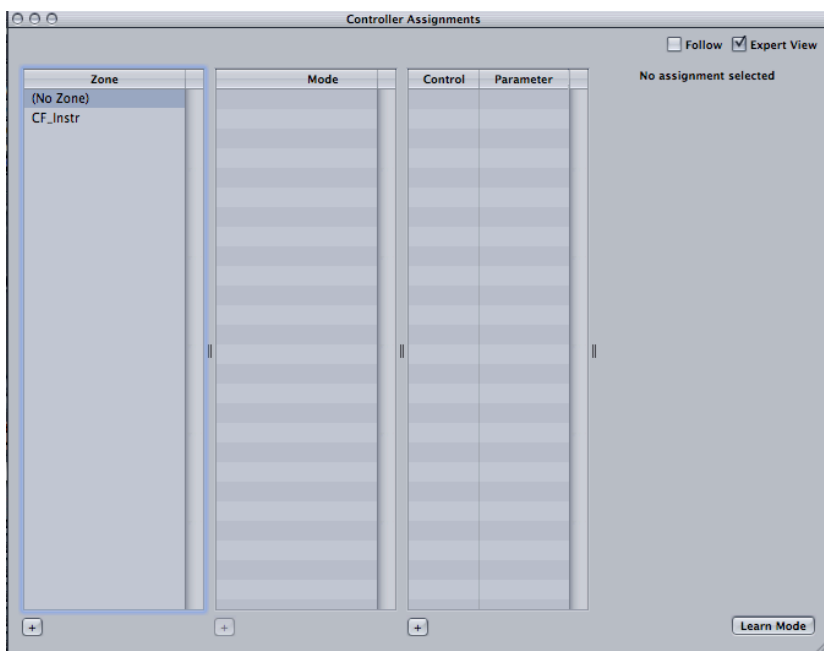 Controller Assignments
Follow Expert View
Zone Mode Control Parameter No assignment selected
(No Zone)
CF_Instr
+ + + Learn Mode